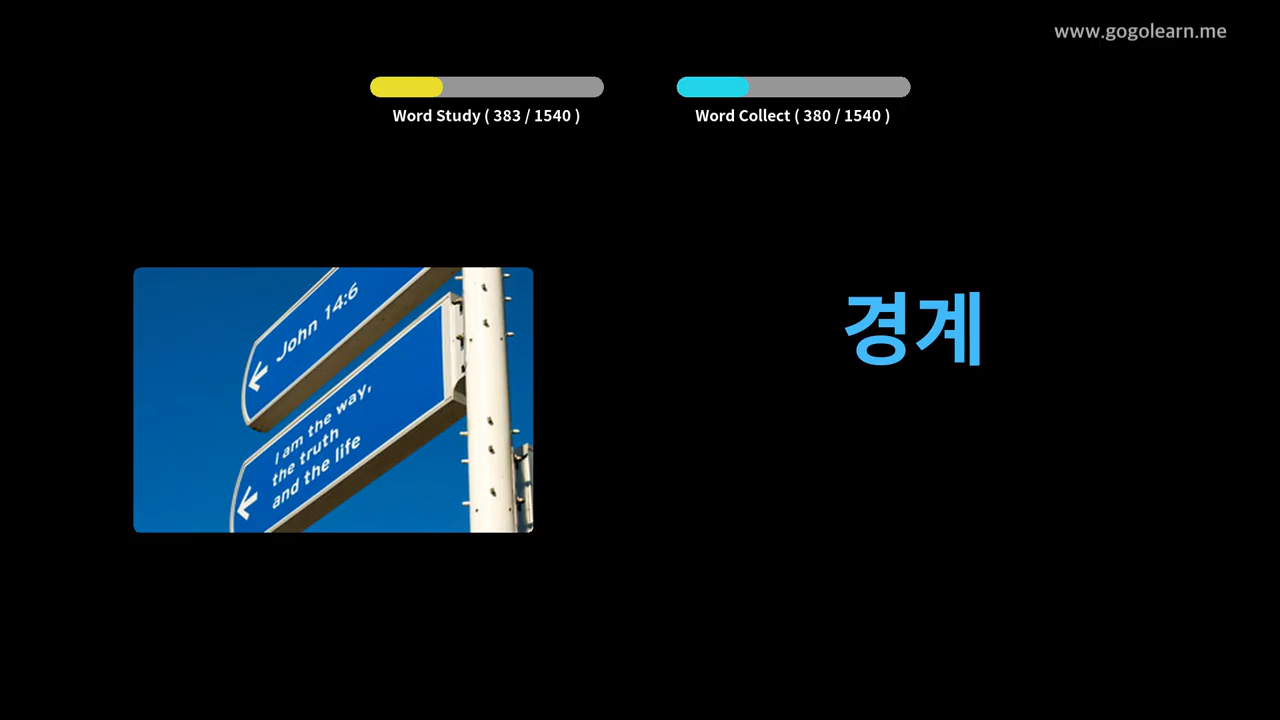 www.gogolearn.me
Word Study ( 383 / 1540 )
Word Collect ( 380 / 1540 )
John 14:6
I am the way,
the truth
and the life
경계